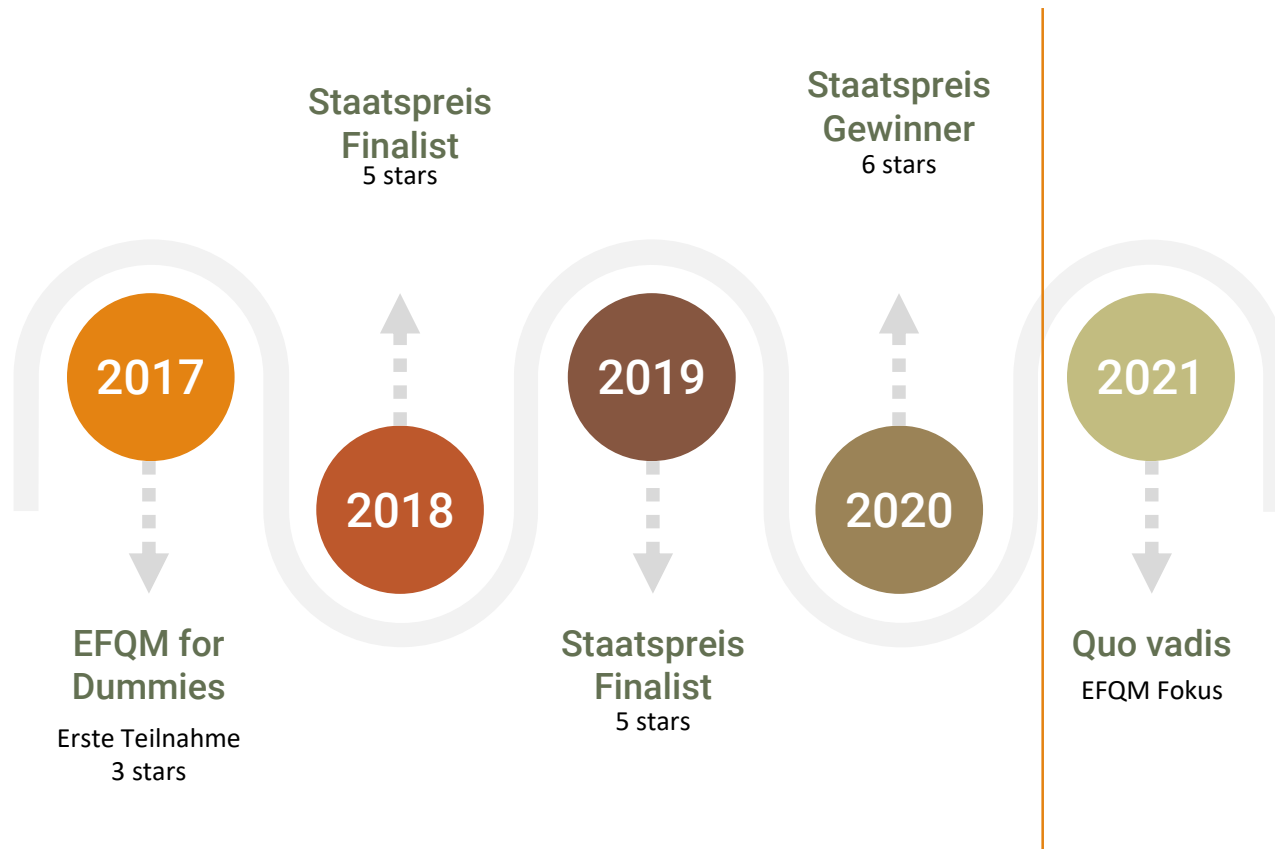 2017
EFQM for
Dummies
Erste Teilnahme
3 stars
Staatspreis
Finalist
5 stars
2018
2019
Staatspreis
Finalist
5 stars
Staatspreis
Gewinner
6 stars
2020
2021
Quo vadis
EFQM Fokus